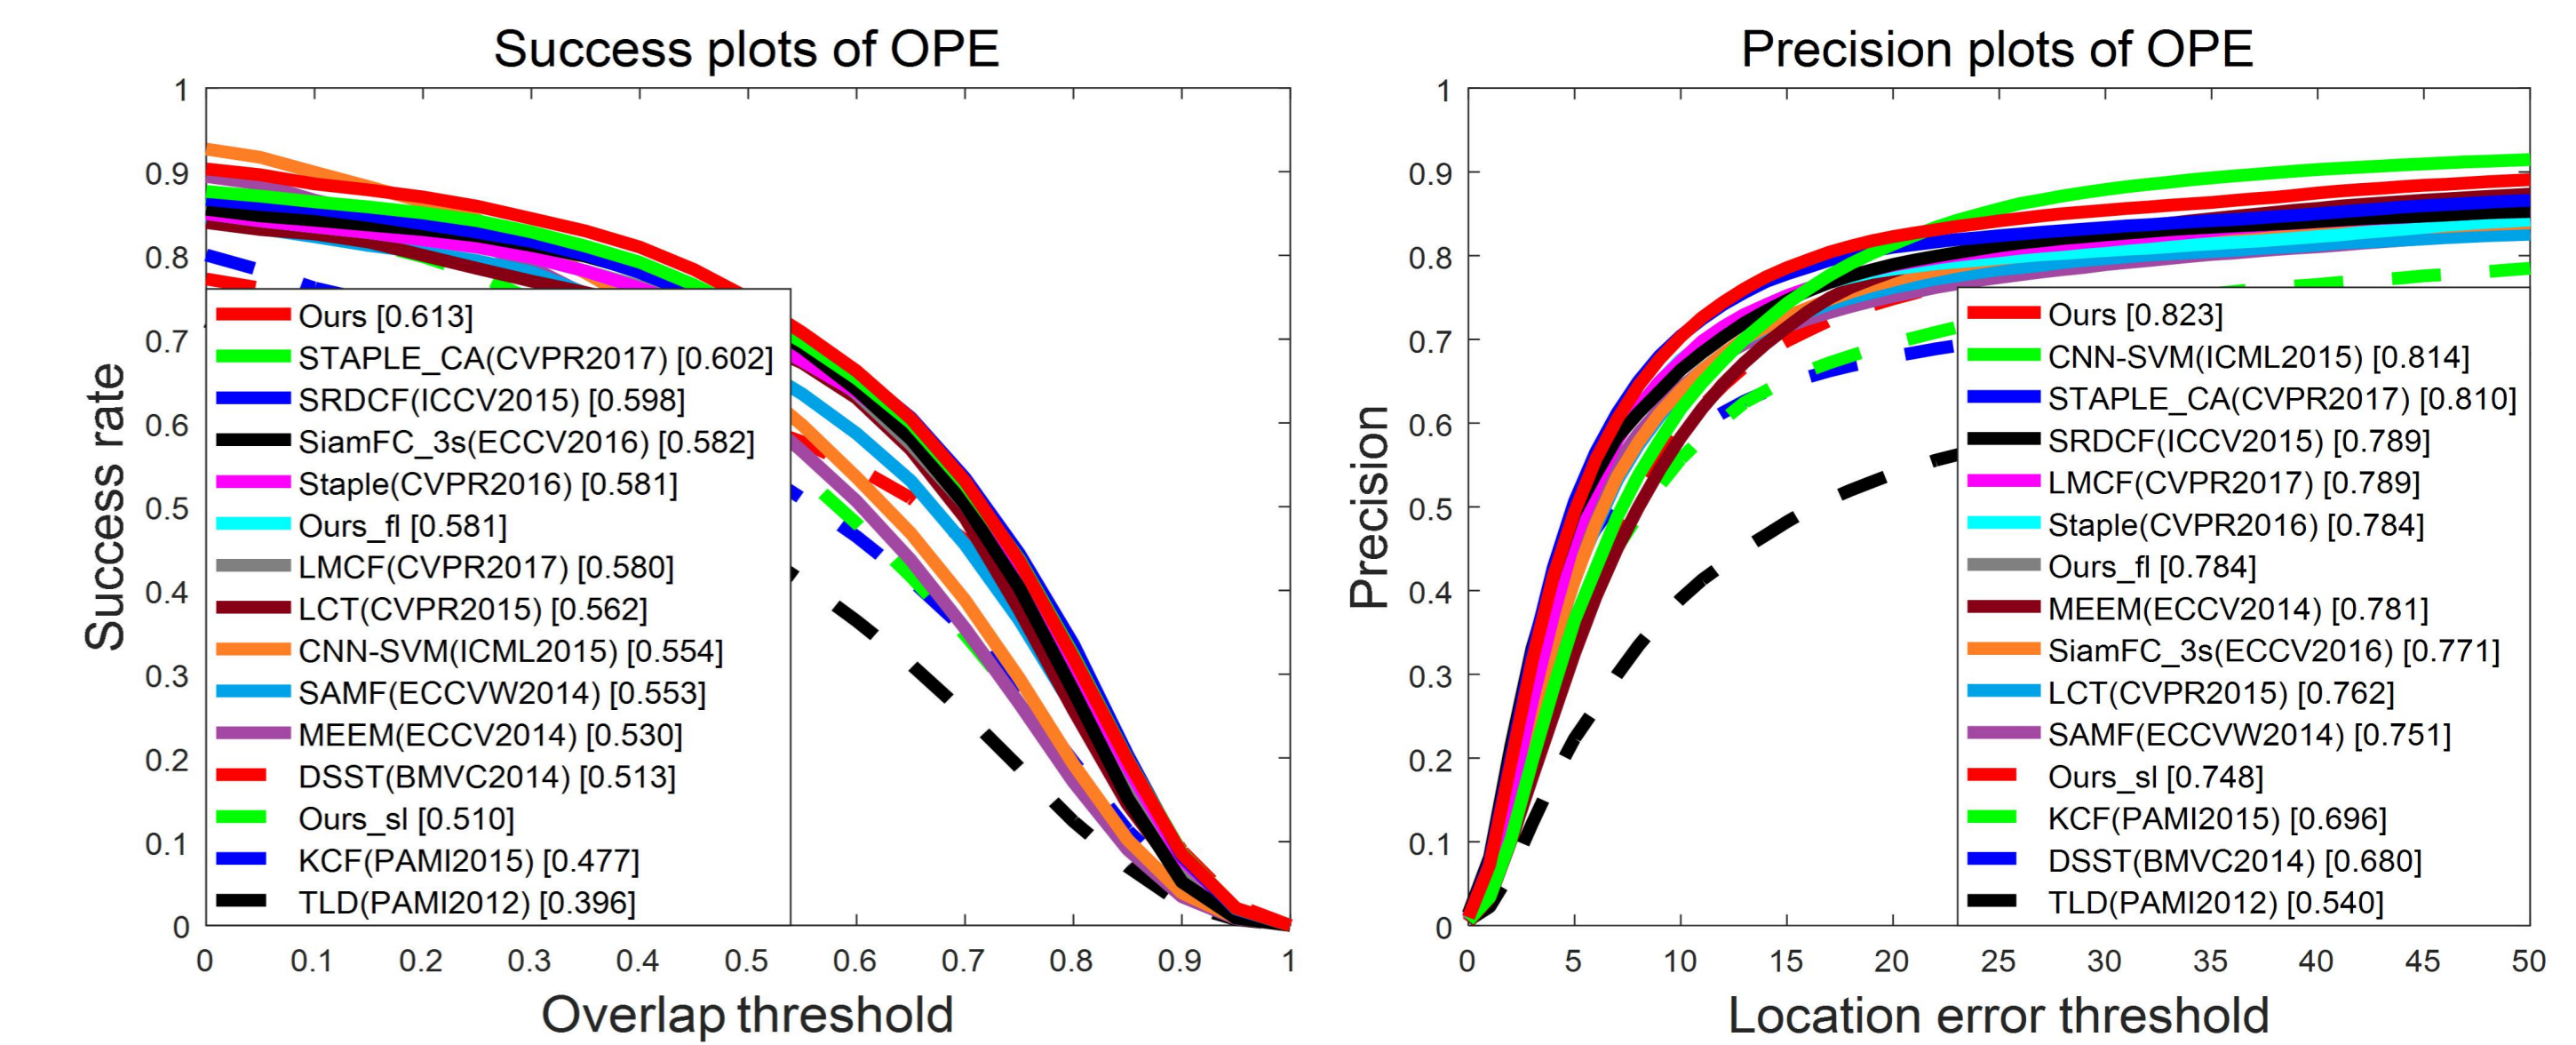 Success plots of OPE
1
0.9
0.8
0.7
0.6
0.5
0.4
0.3
0.2
0.1
0
Success rate
Ours [0.613]
STAPLE_CA(CVPR2017) [0.602]
SRDCF(ICCV2015) [0.598]
SiamFC_3s(ECCV2016) [0.582]
Staple(CVPR2016) [0.581]
Ours_fl [0.581]
LMCF(CVPR2017) [0.580]
LCT(CVPR2015) [0.562]
CNN-SVM(ICML2015) [0.554]
SAMF(ECCVW2014) [0.553]
MEEM(ECCV2014) [0.530]
DSST(BMVC2014) [0.513]
Ours_sl [0.510]
KCF(PAMI2015) [0.477]
TLD(PAMI2012) [0.396]
0 0.1 0.2 0.3 0.4 0.5 0.6 0.7 0.8 0.9 1
Overlap threshold
Precision plots of OPE
1
0.9
0.8
0.7
0.6
0.5
0.4
0.3
0.2
0.1
0
Precision
Ours [0.823]
CNN-SVM(ICML2015) [0.814]
STAPLE_CA(CVPR2017) [0.810]
SRDCF(ICCV2015) [0.789]
LMCF(CVPR2017) [0.789]
Staple(CVPR2016) [0.784]
Ours_fl [0.784]
MEEM(ECCV2014) [0.781]
SiamFC_3s(ECCV2016) [0.771]
LCT(CVPR2015) [0.762]
SAMF(ECCVW2014) [0.751]
Ours_sl [0.748]
KCF(PAMI2015) [0.696]
DSST(BMVC2014) [0.680]
TLD(PAMI2012) [0.540]
0 5 10 15 20 25 30 35 40 45 50
Location error threshold